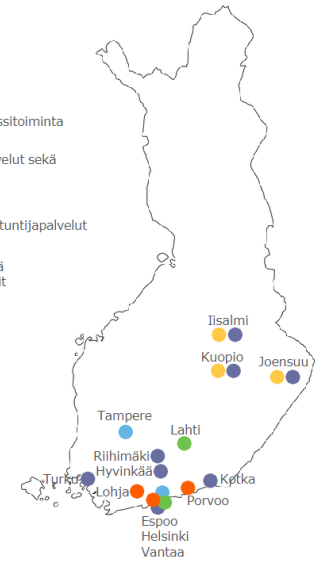 ssitoiminta
velut sekä
tuntijapalvelut
ä
it
Iisalmi
Kuopio
Joensuu
Tampere
Lahti
Riihimäki
Hyvinkää
Turku
Kotka
Lohja
Porvoo
Espoo
Helsinki
Vantaa